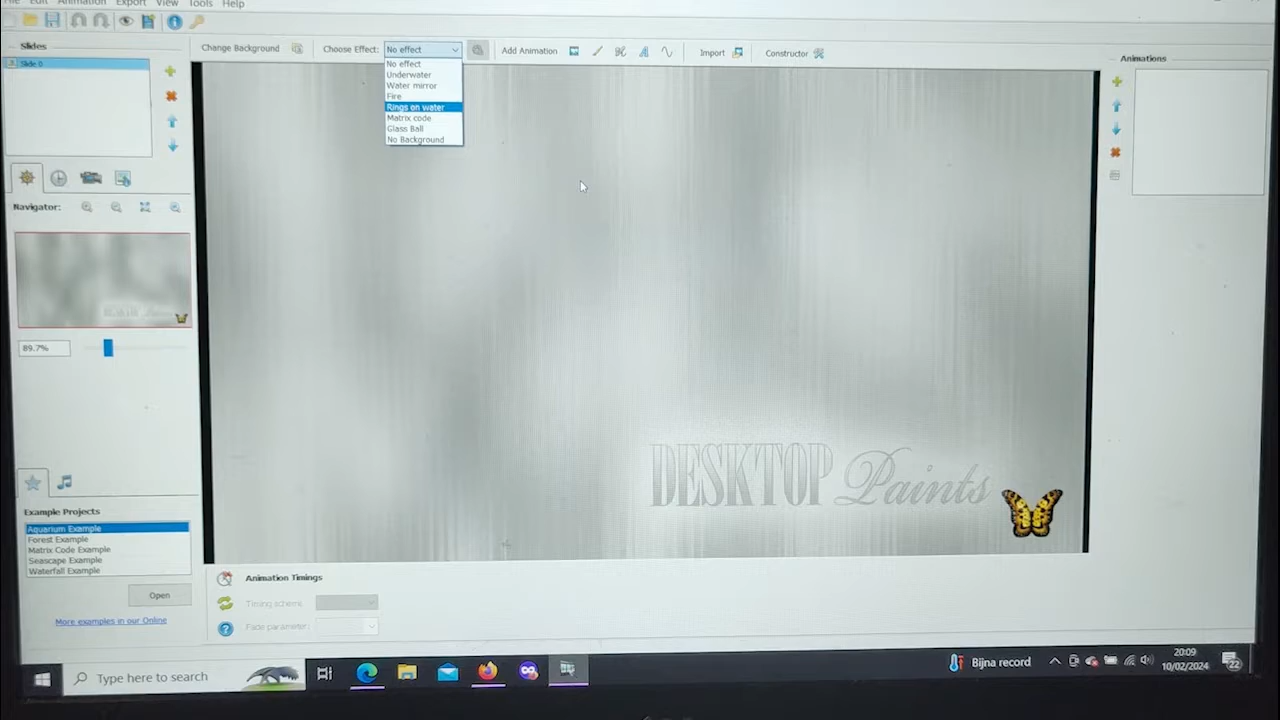 File Edit Animation Export View Tools Help
Slides
Slide 0
Change Background
Choose Effect:
No effect
No effect
Underwater
Water mirror
Fire
Rings on water
Matrix code
Glass Ball
No Background
Add Animation
Import
Constructor
Animations
Navigator:
89.7%
DESKTOP Paints
Example Projects
Aquarium Example
Forest Example
Matrix Code Example
Seascape Example
Waterfall Example
Open
More examples in our Online
Animation Timings
Timing scheme:
Fade parameter:
Type here to search
Bijna record
20:09
10/02/2024
22